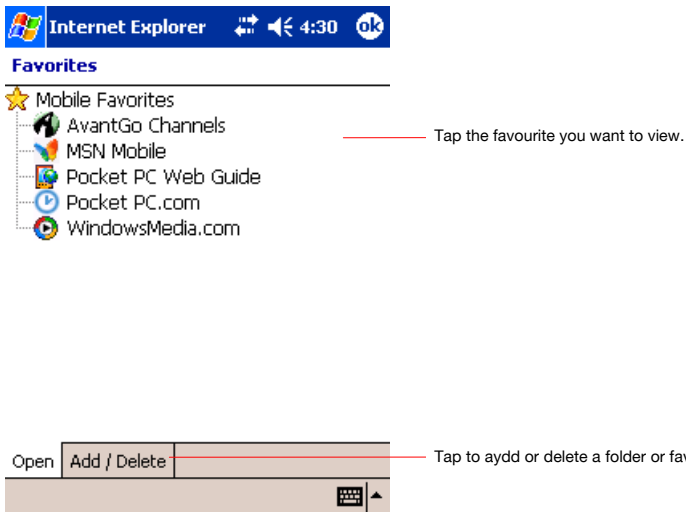 Internet Explorer 4:30 ok
Favorites
Mobile Favorites
AvantGo Channels
Tap the favourite you want to view.
MSN Mobile
Pocket PC Web Guide
Pocket PC.com
WindowsMedia.com
Open Add / Delete
Tap to aydd or delete a folder or fav